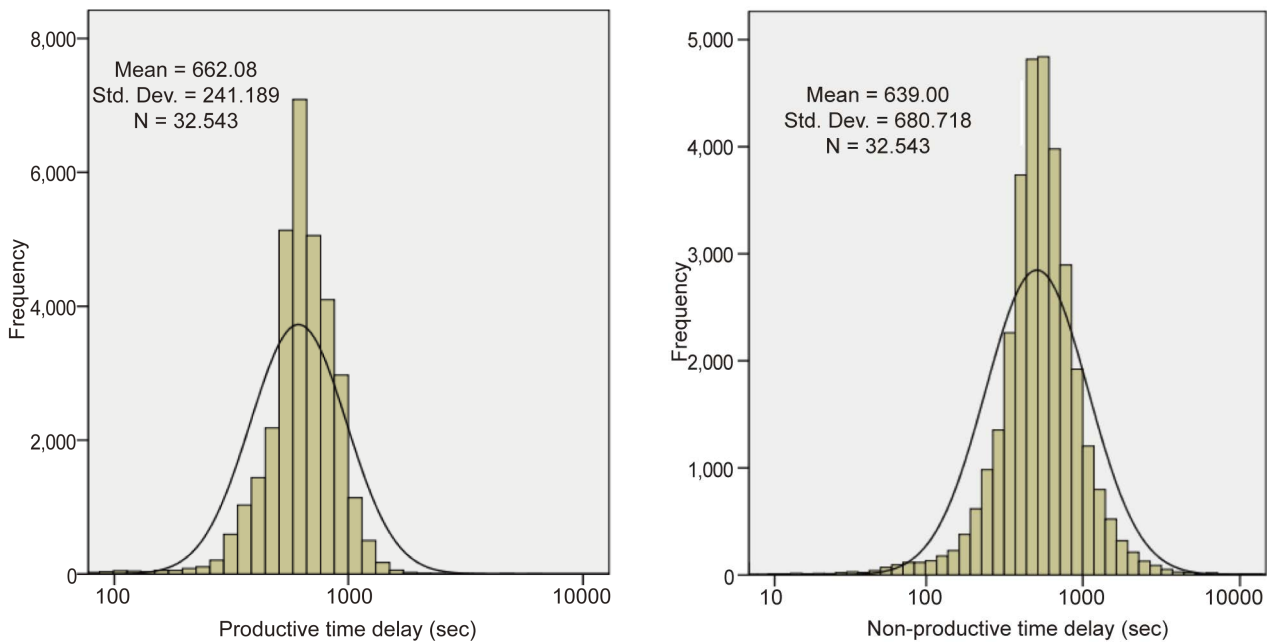 8,000
6,000
4,000
2,000
0
Mean = 662.08
Std. Dev. = 241.189
N = 32.543
Frequency
100
1000
10000
Productive time delay (sec)
5,000
4,000
3,000
2,000
1,000
0
Mean = 639.00
Std. Dev. = 680.718
N = 32.543
Frequency
10
100
1000
10000
Non-productive time delay (sec)